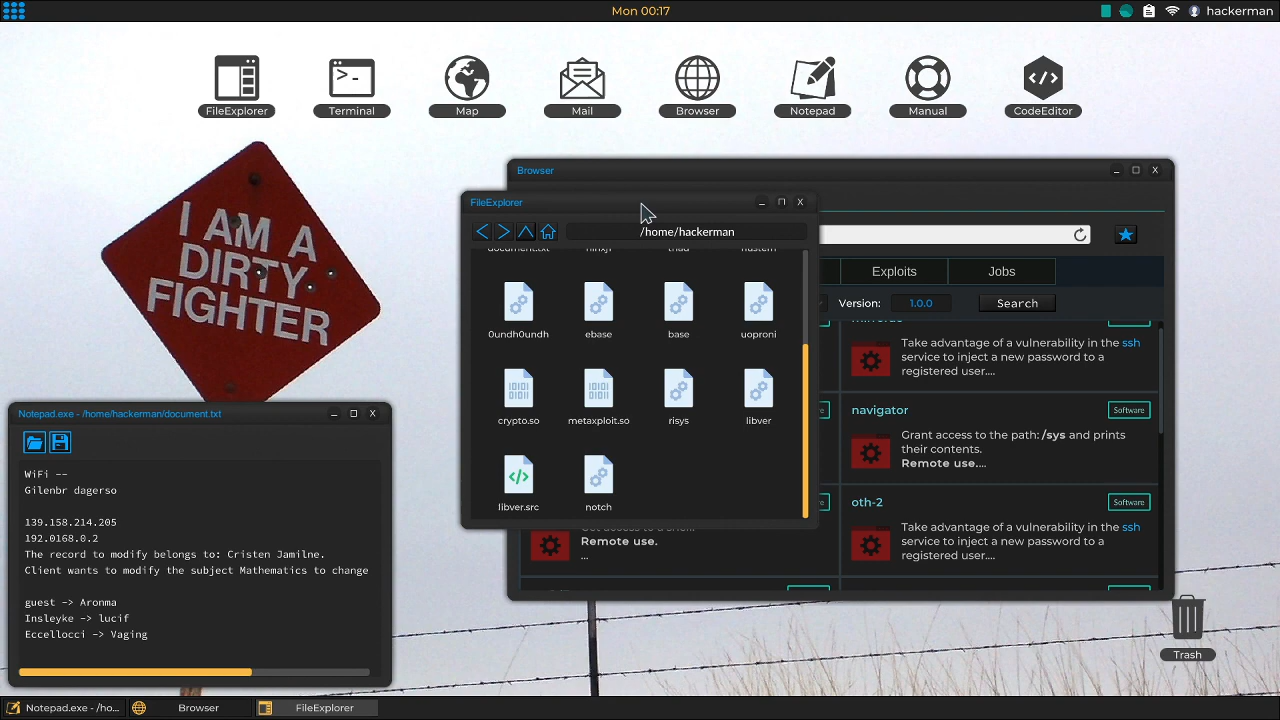 Mon 00:17
hackerman
FileExplorer
Terminal
Map
Mail
Browser
Notepad
Manual
CodeEditor
I AM A
DIRTY
FIGHTER
Browser
Exploits
Jobs
Version:
1.0.0
Search
Take advantage of a vulnerability in the ssh
service to inject a new password to a
registered user....
navigator
Software
Grant access to the path: /sys and prints
their contents.
Remote use....
oth-2
Software
Take advantage of a vulnerability in the ssh
service to inject a new password to a
registered user....
Remote use.
...
FileExplorer
/home/hackerman
0undh0undh
ebase
base
uoproni
crypto.so
metaxploit.so
risys
libver
libver.src
notch
Notepad.exe - /home/hackerman/document.txt
WiFi --
Gilenbr dagerso
139.158.214.205
192.0168.0.2
The record to modify belongs to: Cristen Jamilne.
Client wants to modify the subject Mathematics to change
guest -> Aronma
Insleyke -> lucif
Eccellocci -> Vaging
Trash
Notepad.exe - /ho...
Browser
FileExplorer